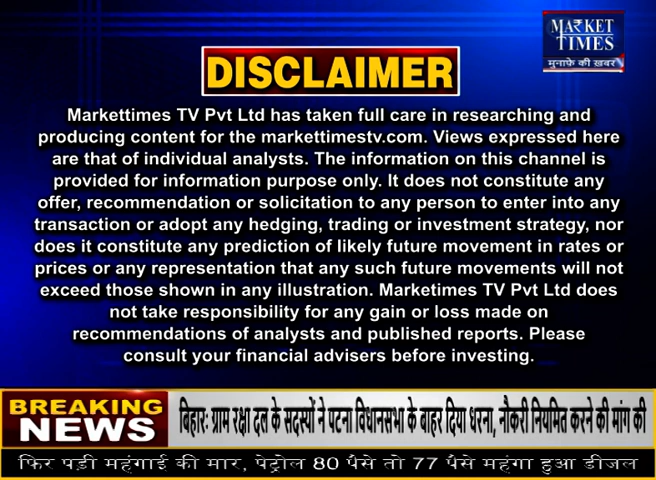 MA₹KET
TIMES
मुनाफे की ख़बर
DISCLAIMER
Markettimes TV Pvt Ltd has taken full care in researching and
producing content for the markettimestv.com. Views expressed here
are that of individual analysts. The information on this channel is
provided for information purpose only. It does not constitute any
offer, recommendation or solicitation to any person to enter into any
transaction or adopt any hedging, trading or investment strategy, nor
does it constitute any prediction of likely future movement in rates or
prices or any representation that any such future movements will not
exceed those shown in any illustration. Marketimes TV Pvt Ltd does
not take responsibility for any gain or loss made on
recommendations of analysts and published reports. Please
consult your financial advisers before investing.
BREAKING
NEWS
बिहारः ग्राम रक्षा दल के सदस्यों ने पटना विधानसभा के बाहर दिया धरना, नौकरी नियमित करने की मांग की
फिर पड़ी महंगाई की मार, पेट्रोल 80 पैसे तो 77 पैसे महंगा हुआ डीजल